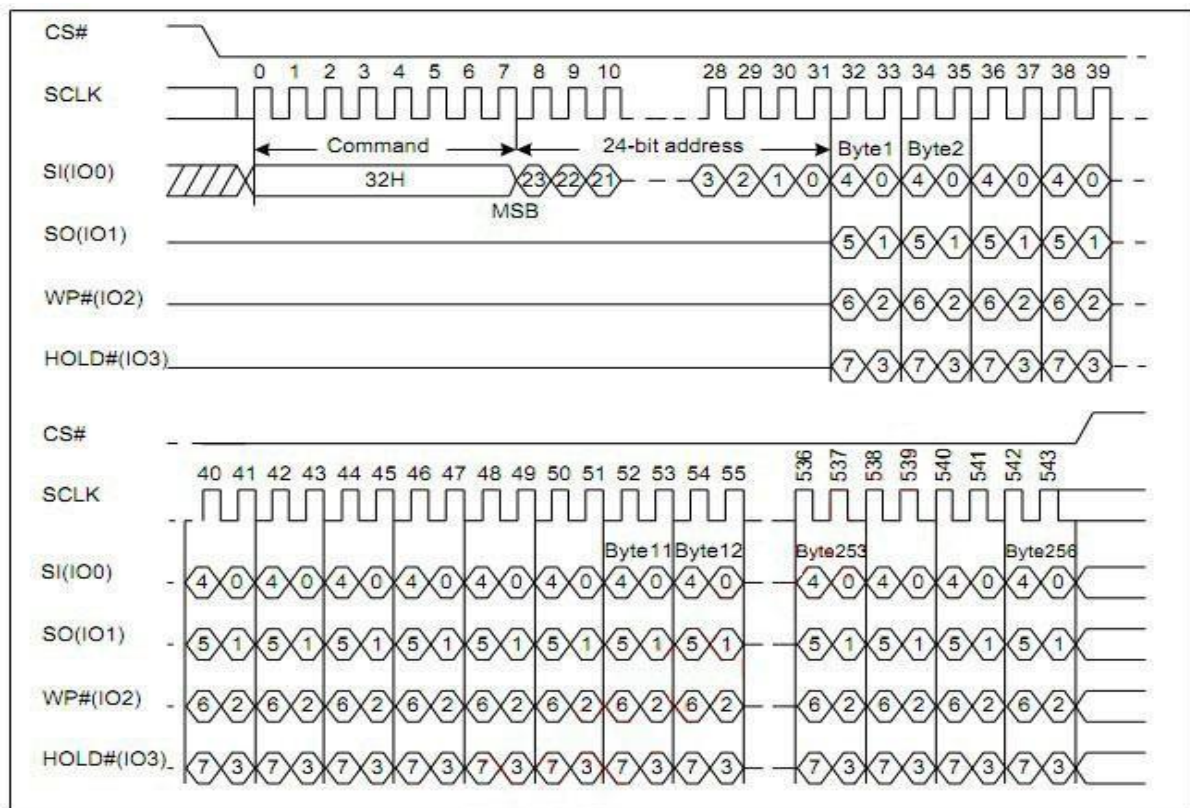 CS#
0 1 2 3 4 5 6 7 8 9 10 28 29 30 31 32 33 34 35 36 37 38 39
SCLK
Command 24-bit address Byte1 Byte2
SI(IO0) 32H 23 22 21 3 2 1 0 4 0 4 0 4 0 4 0
MSB
SO(IO1) 5 1 5 1 5 1 5 1
WP#(IO2) 6 2 6 2 6 2 6 2
HOLD#(IO3) 7 3 7 3 7 3 7 3
CS#
40 41 42 43 44 45 46 47 48 49 50 51 52 53 54 55 536 537 538 539 540 541 542 543
SCLK
Byte11 Byte12 Byte253 Byte256
SI(IO0) 4 0 4 0 4 0 4 0 4 0 4 0 4 0 4 0 4 0 4 0 4 0 4 0
SO(IO1) 5 1 5 1 5 1 5 1 5 1 5 1 5 1 5 1 5 1 5 1 5 1 5 1
WP#(IO2) 6 2 6 2 6 2 6 2 6 2 6 2 6 2 6 2 6 2 6 2 6 2 6 2
HOLD#(IO3) 7 3 7 3 7 3 7 3 7 3 7 3 7 3 7 3 7 3 7 3 7 3 7 3